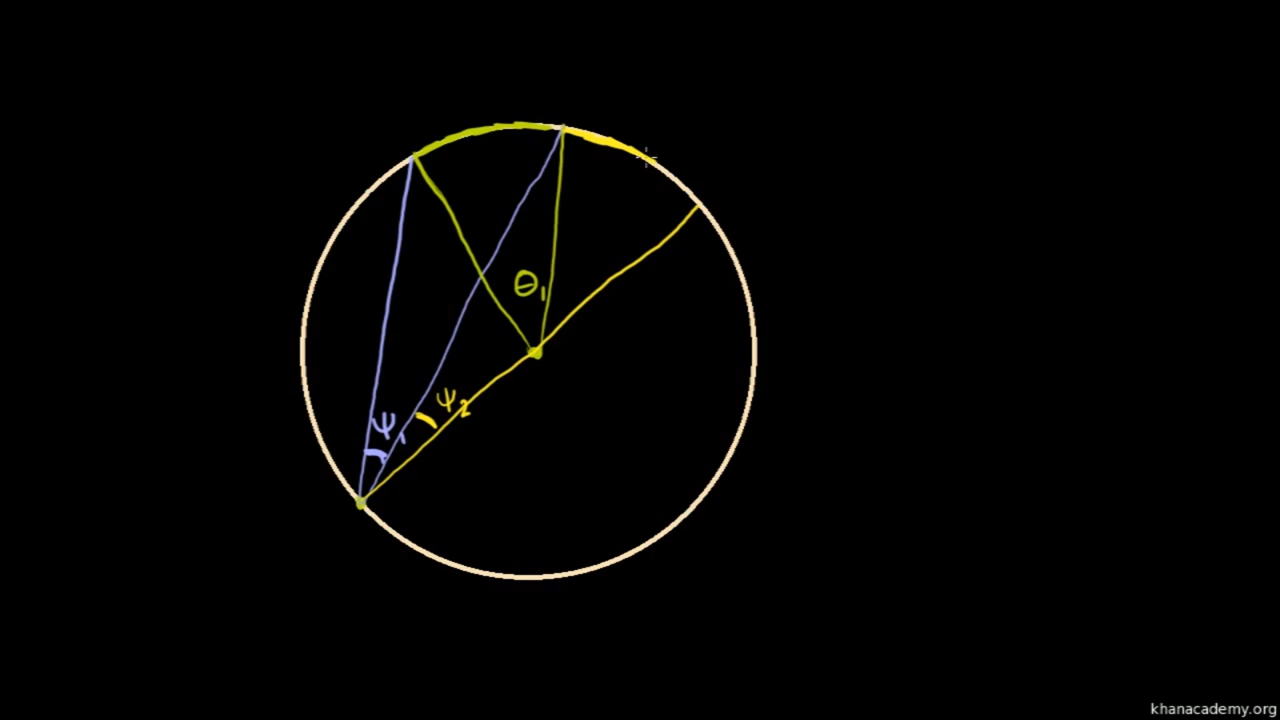 θ₁
ψ₂
ψ₁
khanacademy.org